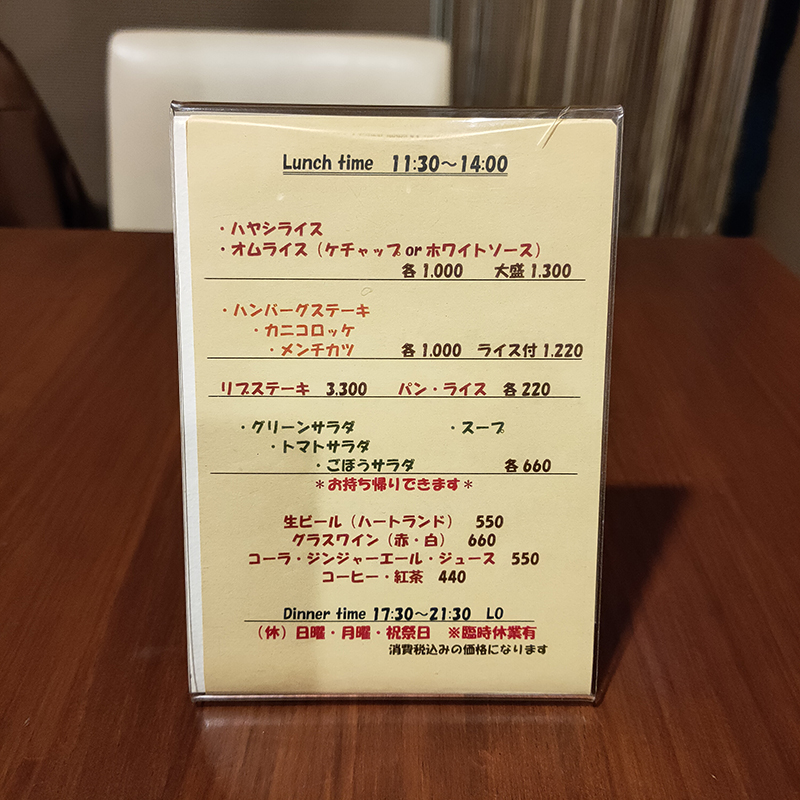 Lunch time 11:30～14:00
・ハヤシライス
・オムライス（ケチャップ or ホワイトソース）
各1.000 大盛1.300
・ハンバーグステーキ
・カニコロッケ
・メンチカツ 各1.000 ライス付1.220
リブステーキ 3.300 パン・ライス 各220
・グリーンサラダ ・スープ
・トマトサラダ
・ごぼうサラダ 各660
＊お持ち帰りできます＊
生ビール（ハートランド） 550
グラスワイン（赤・白） 660
コーラ・ジンジャーエール・ジュース 550
コーヒー・紅茶 440
Dinner time 17:30～21:30 LO
（休）日曜・月曜・祝祭日 ※臨時休業有
消費税込みの価格になります